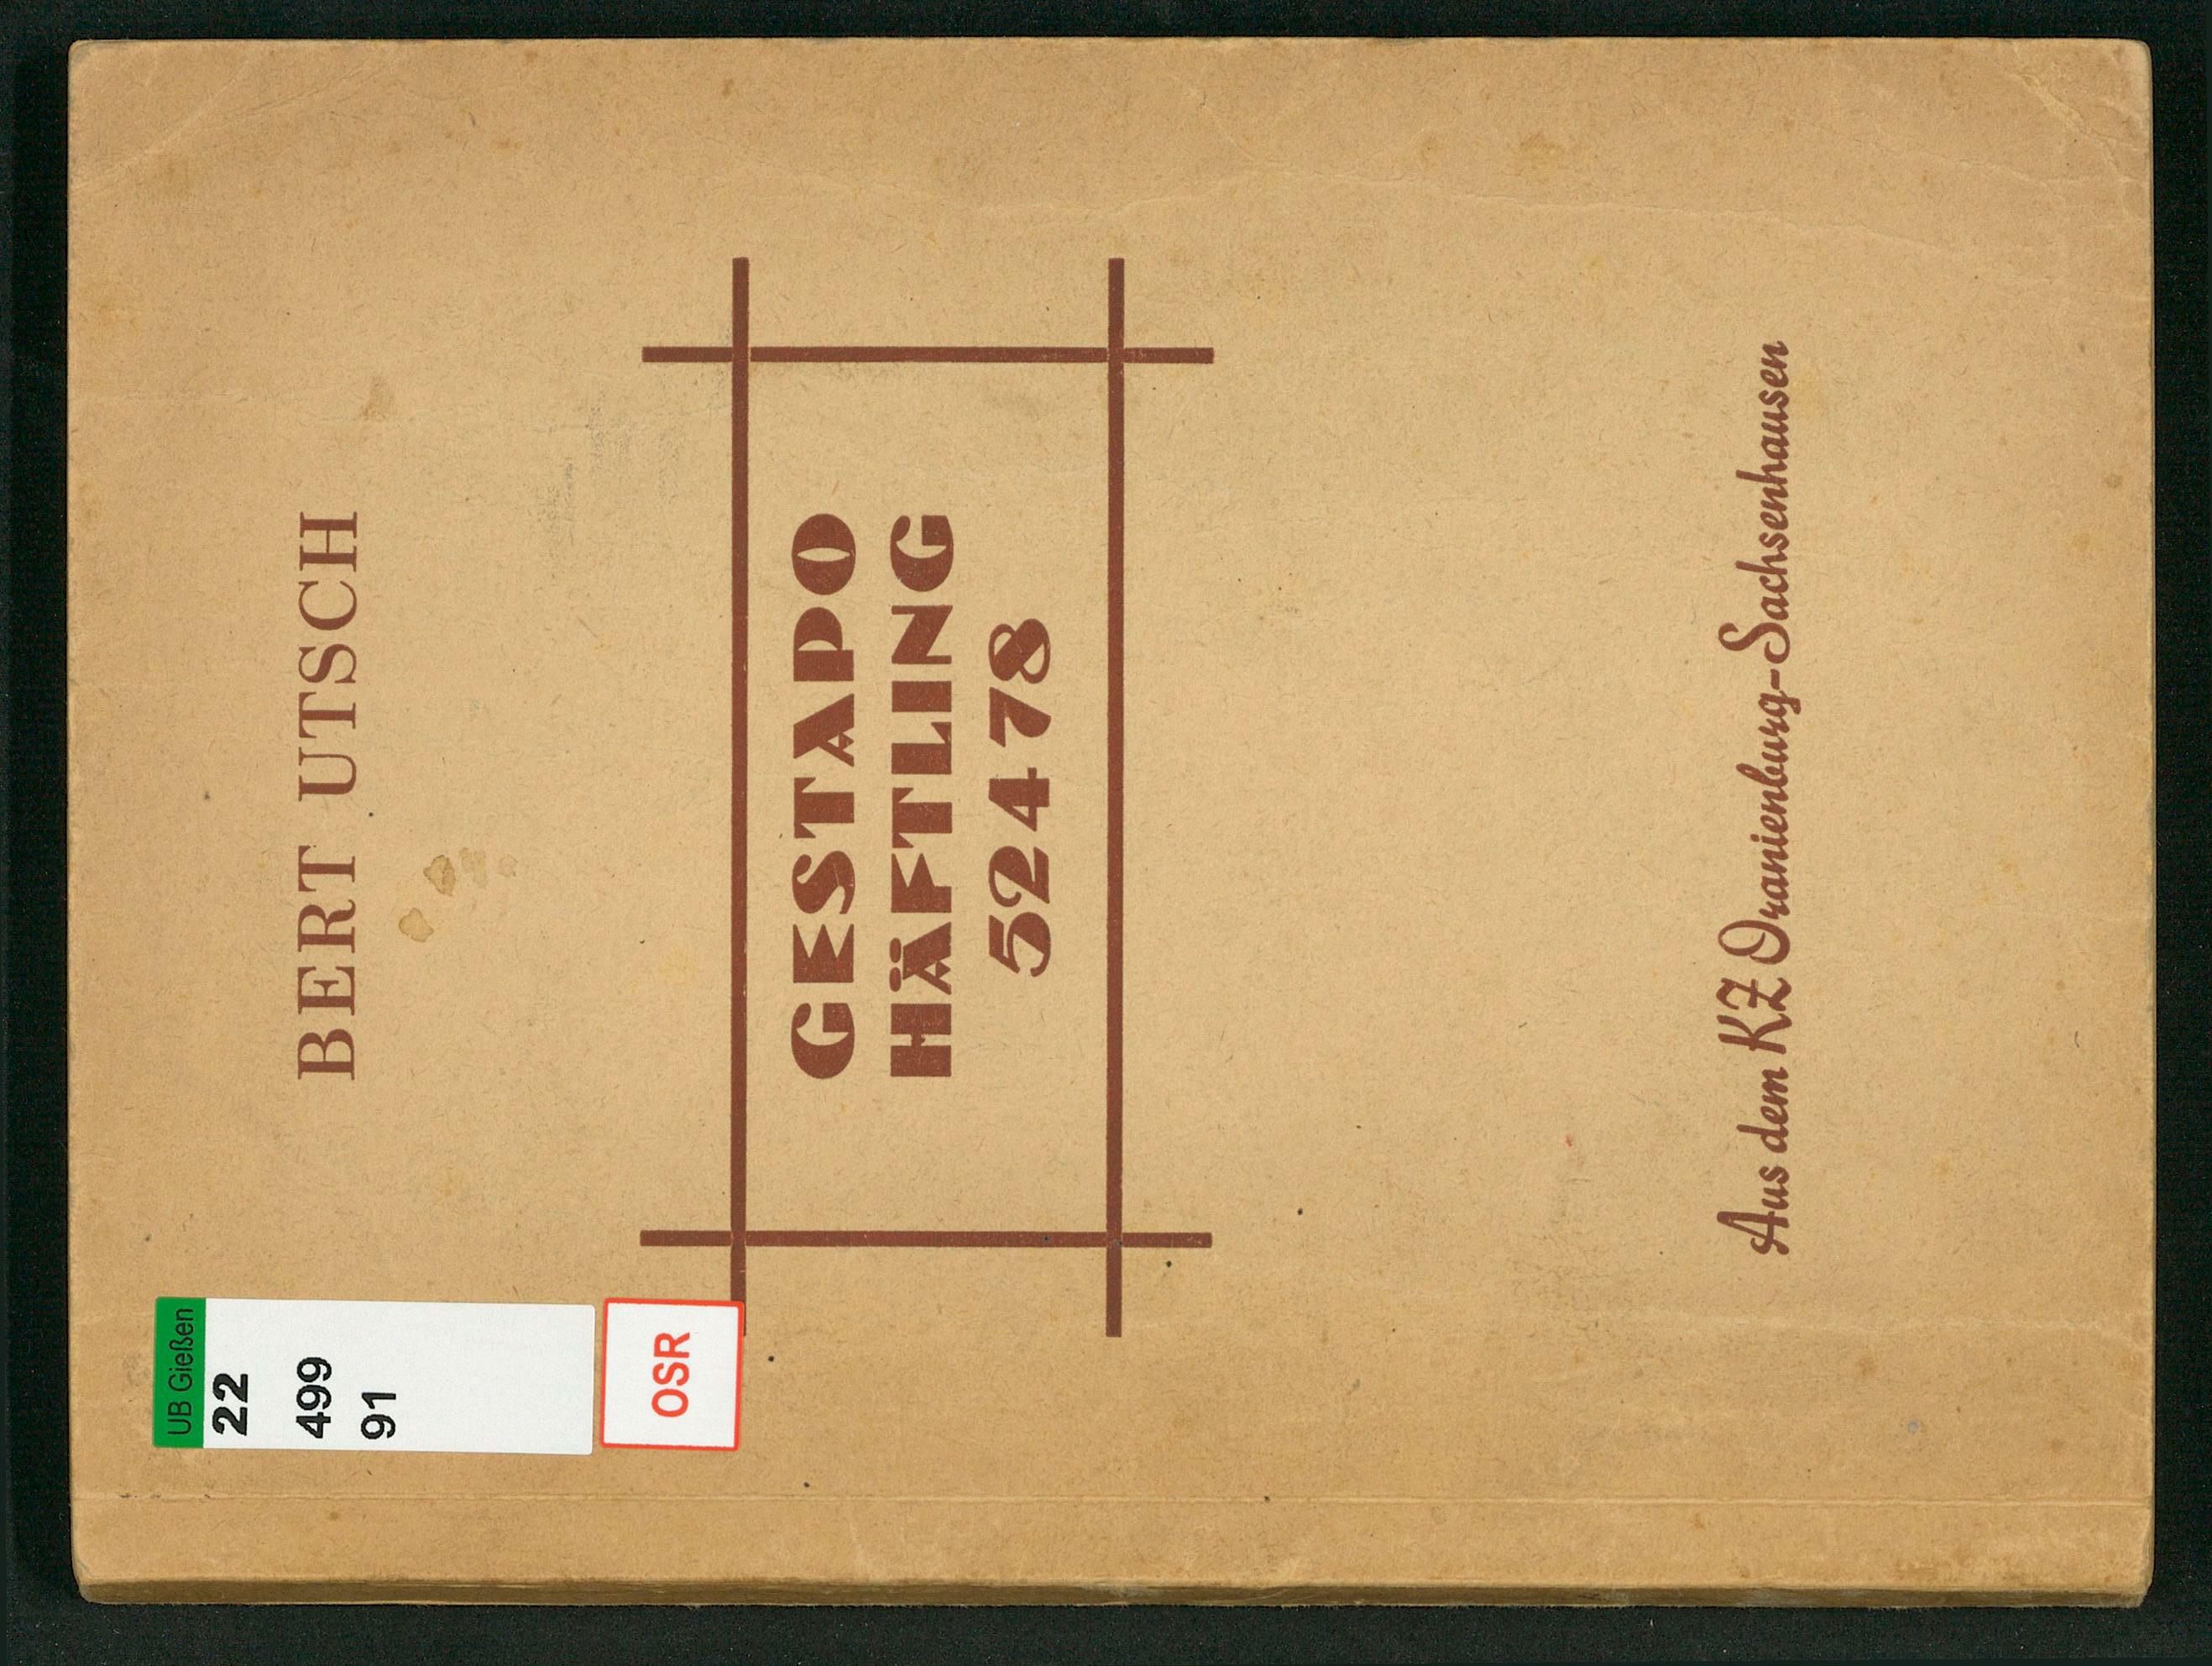 BERT UTSCH
GESTAPO
HÄFTLING
52478
Aus dem KZ Oranienburg-Sachsenhausen
UB Gießen
22
499
91
OSR